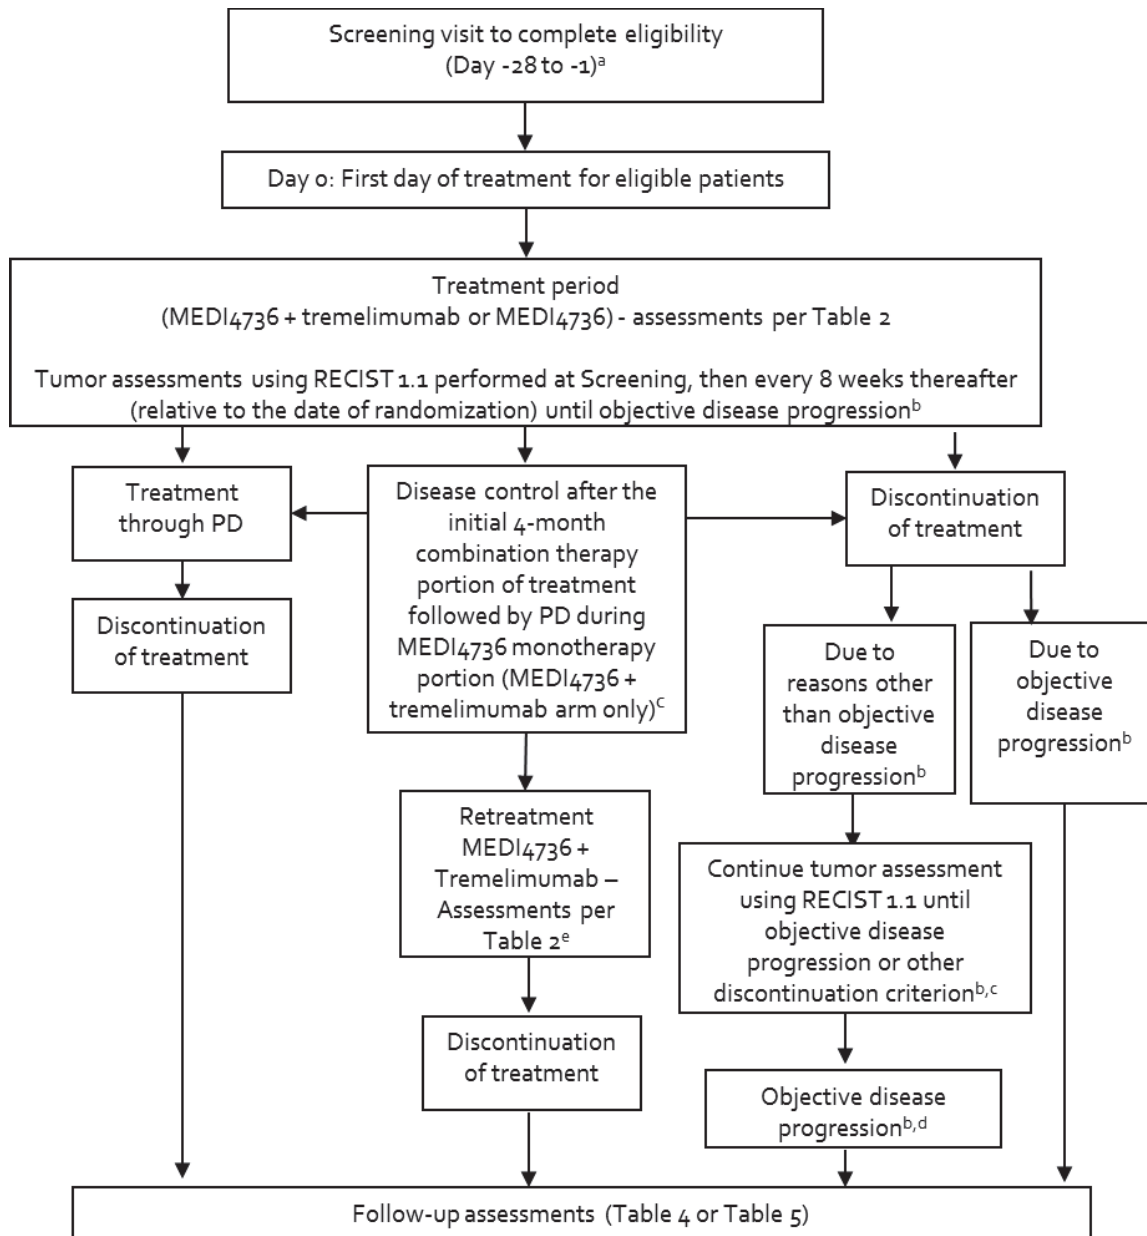 Screening visit to complete eligibility
(Day -28 to -1)ᵃ
Day 0: First day of treatment for eligible patients
Treatment period
(MEDI4736 + tremelimumab or MEDI4736) - assessments per Table 2
Tumor assessments using RECIST 1.1 performed at Screening, then every 8 weeks thereafter
(relative to the date of randomization) until objective disease progressionᵇ
Treatment
through PD
Discontinuation
of treatment
Disease control after the
initial 4-month
combination therapy
portion of treatment
followed by PD during
MEDI4736 monotherapy
portion (MEDI4736 +
tremelimumab arm only)ᶜ
Retreatment
MEDI4736 +
Tremelimumab –
Assessments per
Table 2ᵉ
Discontinuation
of treatment
Discontinuation
of treatment
Due to
reasons other
than objective
disease
progressionᵇ
Continue tumor assessment
using RECIST 1.1 until
objective disease
progression or other
discontinuation criterionᵇ,ᶜ
Objective disease
progressionᵇ,ᵈ
Due to
objective
disease
progressionᵇ
Follow-up assessments (Table 4 or Table 5)